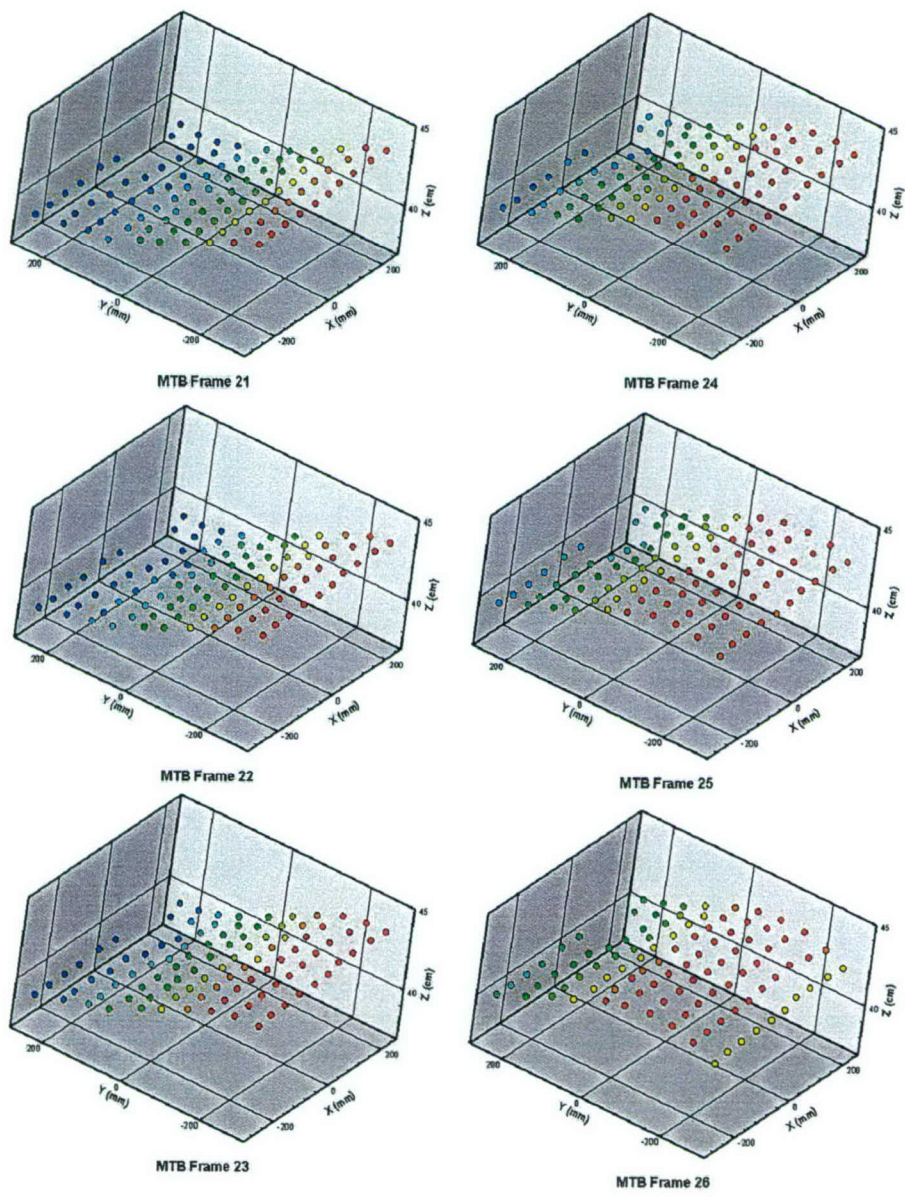 45
40
Z (cm)
200
0
-200
Y (mm)
200
0
-200
X (mm)
MTB Frame 21
45
40
Z (cm)
200
0
-200
Y (mm)
200
0
-200
X (mm)
MTB Frame 24
45
40
Z (cm)
200
0
-200
Y (mm)
200
0
-200
X (mm)
MTB Frame 22
45
40
Z (cm)
200
0
-200
Y (mm)
200
0
-200
X (mm)
MTB Frame 25
45
40
Z (cm)
200
0
-200
Y (mm)
200
0
-200
X (mm)
MTB Frame 23
45
40
Z (cm)
200
0
-200
Y (mm)
200
0
-200
X (mm)
MTB Frame 26